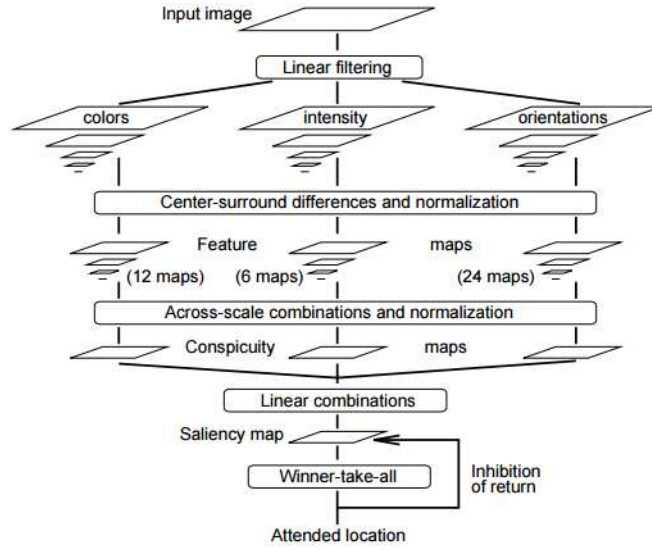 Input image
Linear filtering
colors
intensity
orientations
Center-surround differences and normalization
Feature maps
(12 maps)
(6 maps)
(24 maps)
Across-scale combinations and normalization
Conspicuity maps
Linear combinations
Saliency map
Winner-take-all
Inhibition
of return
Attended location